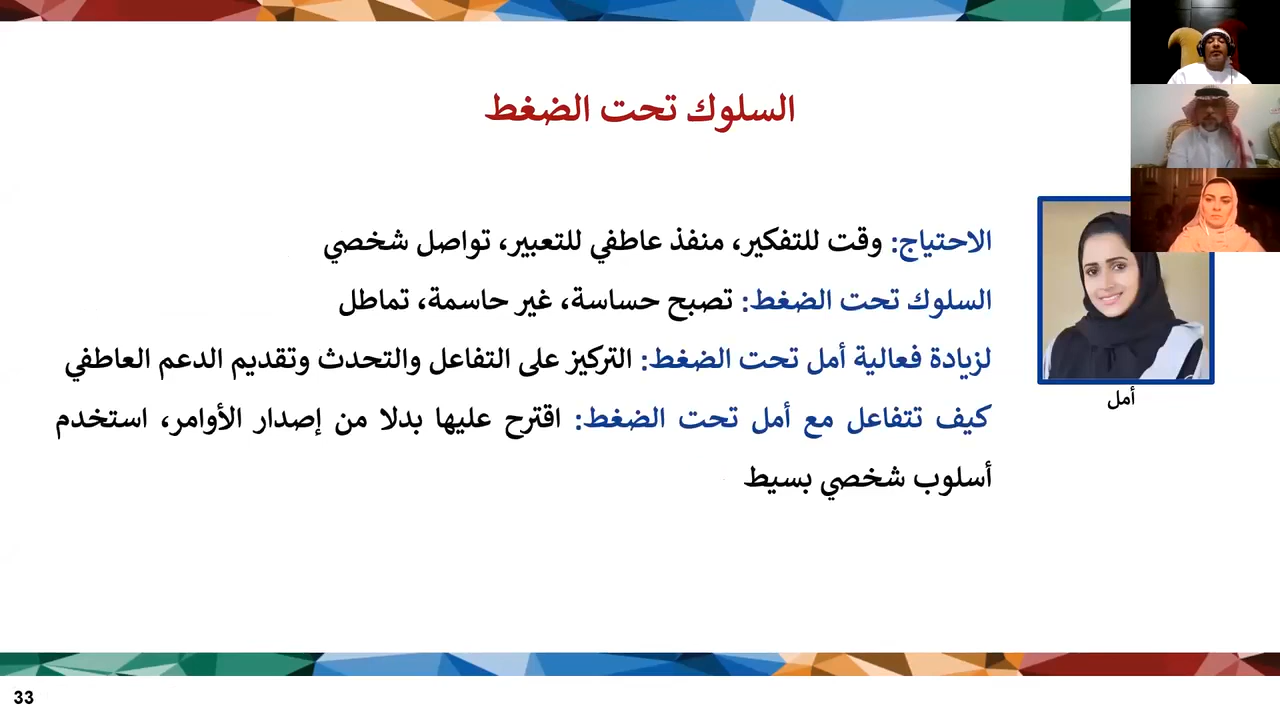 السلوك تحت الضغط
الاحتياج: وقت للتفكير، منفذ عاطفي للتعبير، تواصل شخصي
السلوك تحت الضغط: تصبح حساسة، غير حاسمة، تماطل
لزيادة فعالية أمل تحت الضغط: التركيز على التفاعل والتحدث وتقديم الدعم العاطفي
كيف تتفاعل مع أمل تحت الضغط: اقترح عليها بدلا من إصدار الأوامر، استخدم
أسلوب شخصي بسيط
أمل
33